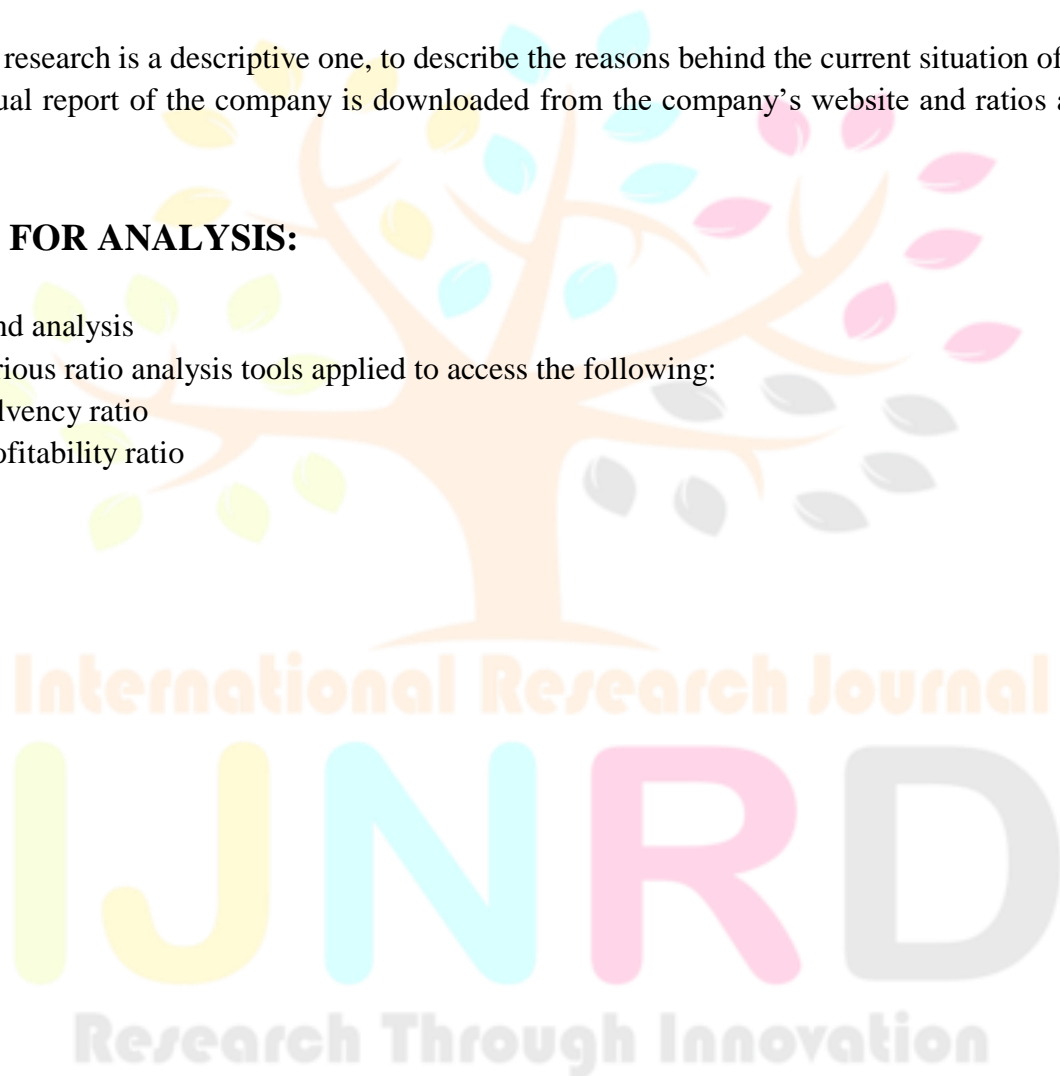 research is a descriptive one, to describe the reasons behind the current situation of
ual report of the company is downloaded from the company's website and ratios a
FOR ANALYSIS:
nd analysis
rious ratio analysis tools applied to access the following:
lvency ratio
ofitability ratio
International Research Journal
IJNRD
Research Through Innovation